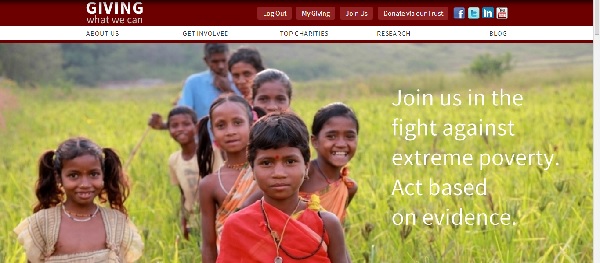 GIVING
what we can
Log Out
My Giving
Join Us
Donate via our Trust
ABOUT US
GET INVOLVED
TOP CHARITIES
RESEARCH
BLOG
Join us in the
fight against
extreme poverty.
Act based
on evidence.